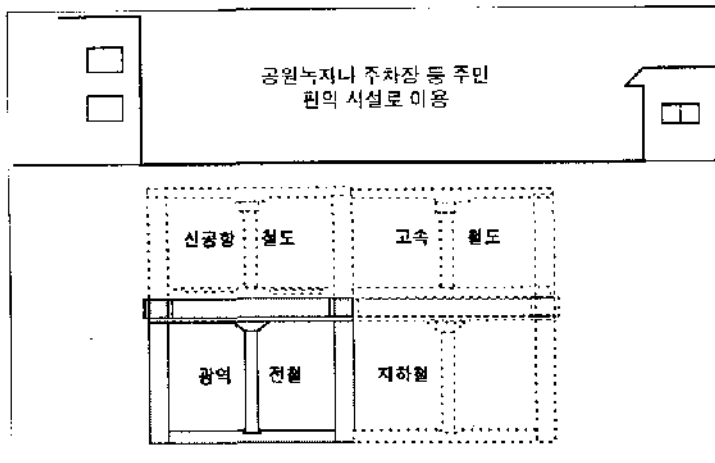 공원녹지나 주차장 등 주민
편의 시설로 이용
신공항 철도
고속 철도
광역 전철
지하철